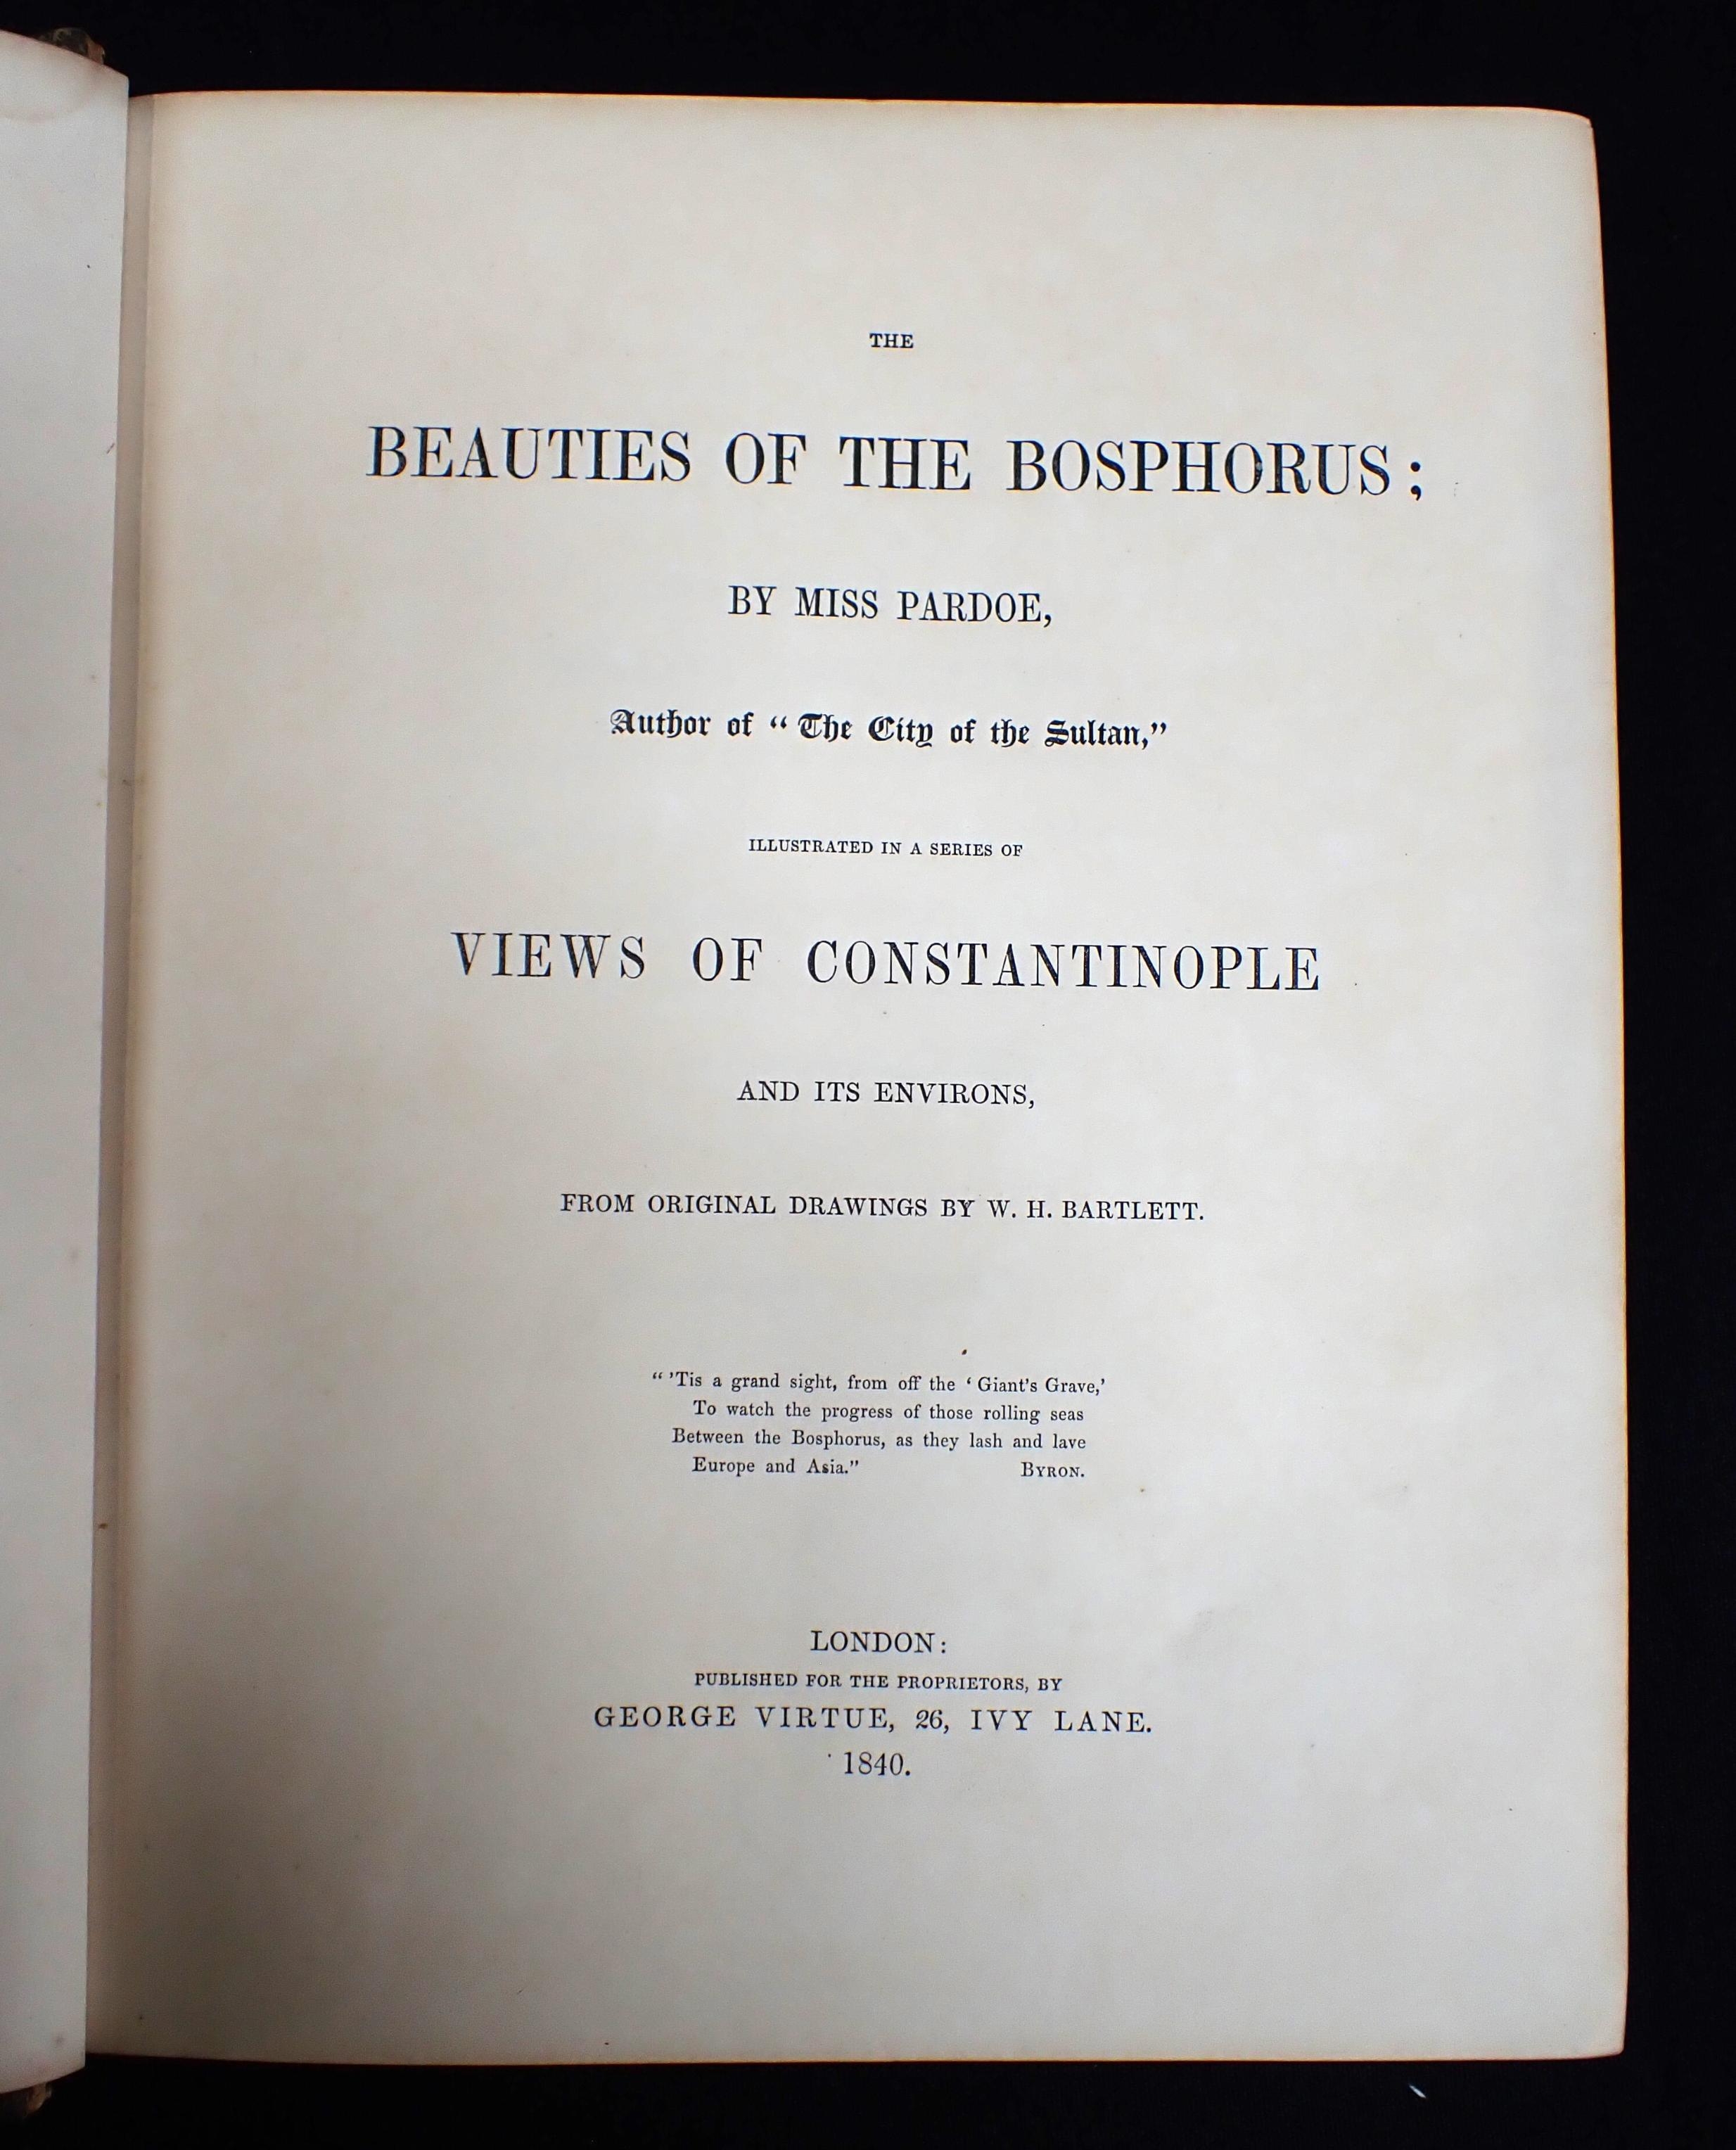 THE
BEAUTIES OF THE BOSPHORUS;
BY MISS PARDOE,
Author of “The City of the Sultan,”
ILLUSTRATED IN A SERIES OF
VIEWS OF CONSTANTINOPLE
AND ITS ENVIRONS,
FROM ORIGINAL DRAWINGS BY W. H. BARTLETT.
“ ’Tis a grand sight, from off the ‘Giant’s Grave,’
To watch the progress of those rolling seas
Between the Bosphorus, as they lash and lave
Europe and Asia.” BYRON.
LONDON:
PUBLISHED FOR THE PROPRIETORS, BY
GEORGE VIRTUE, 26, IVY LANE.
1840.